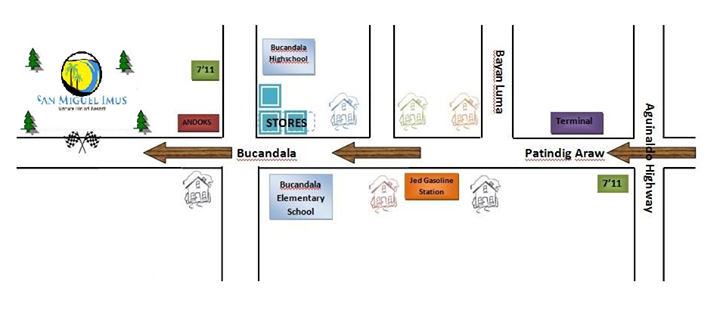 SAN MIGUEL IMUS
7'11
ANDOKS
Bucandala
Highschool
STORES
Bayan Luma
Terminal
Aguinaldo Highway
Bucandala
Patindig Araw
Bucandala
Elementary
School
Jed Gasoline
Station
7'11